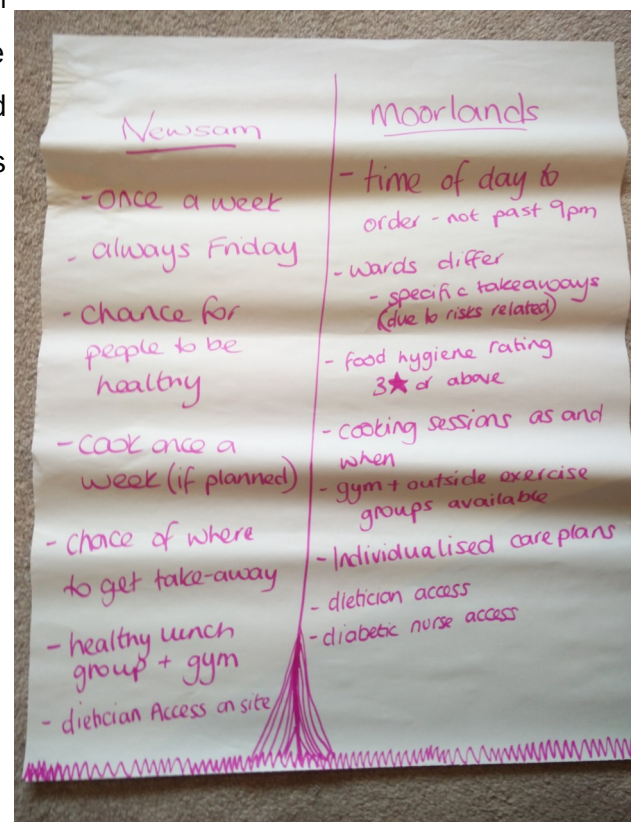 Newsam
- once a week
- always Friday
- chance for
people to be
healthy
- cook once a
week (if planned)
- choice of where
to get take-away
- healthy lunch
group + gym
- dietician Access on site
Moorlands
- time of day to
order - not past 9pm
- wards differ
- specific takeaways
(due to risks related)
- food hygiene rating
3★ or above
- cooking sessions as and
when
- gym + outside exercise
groups available
- Individualised care plans
- dietician access
- diabetic nurse access